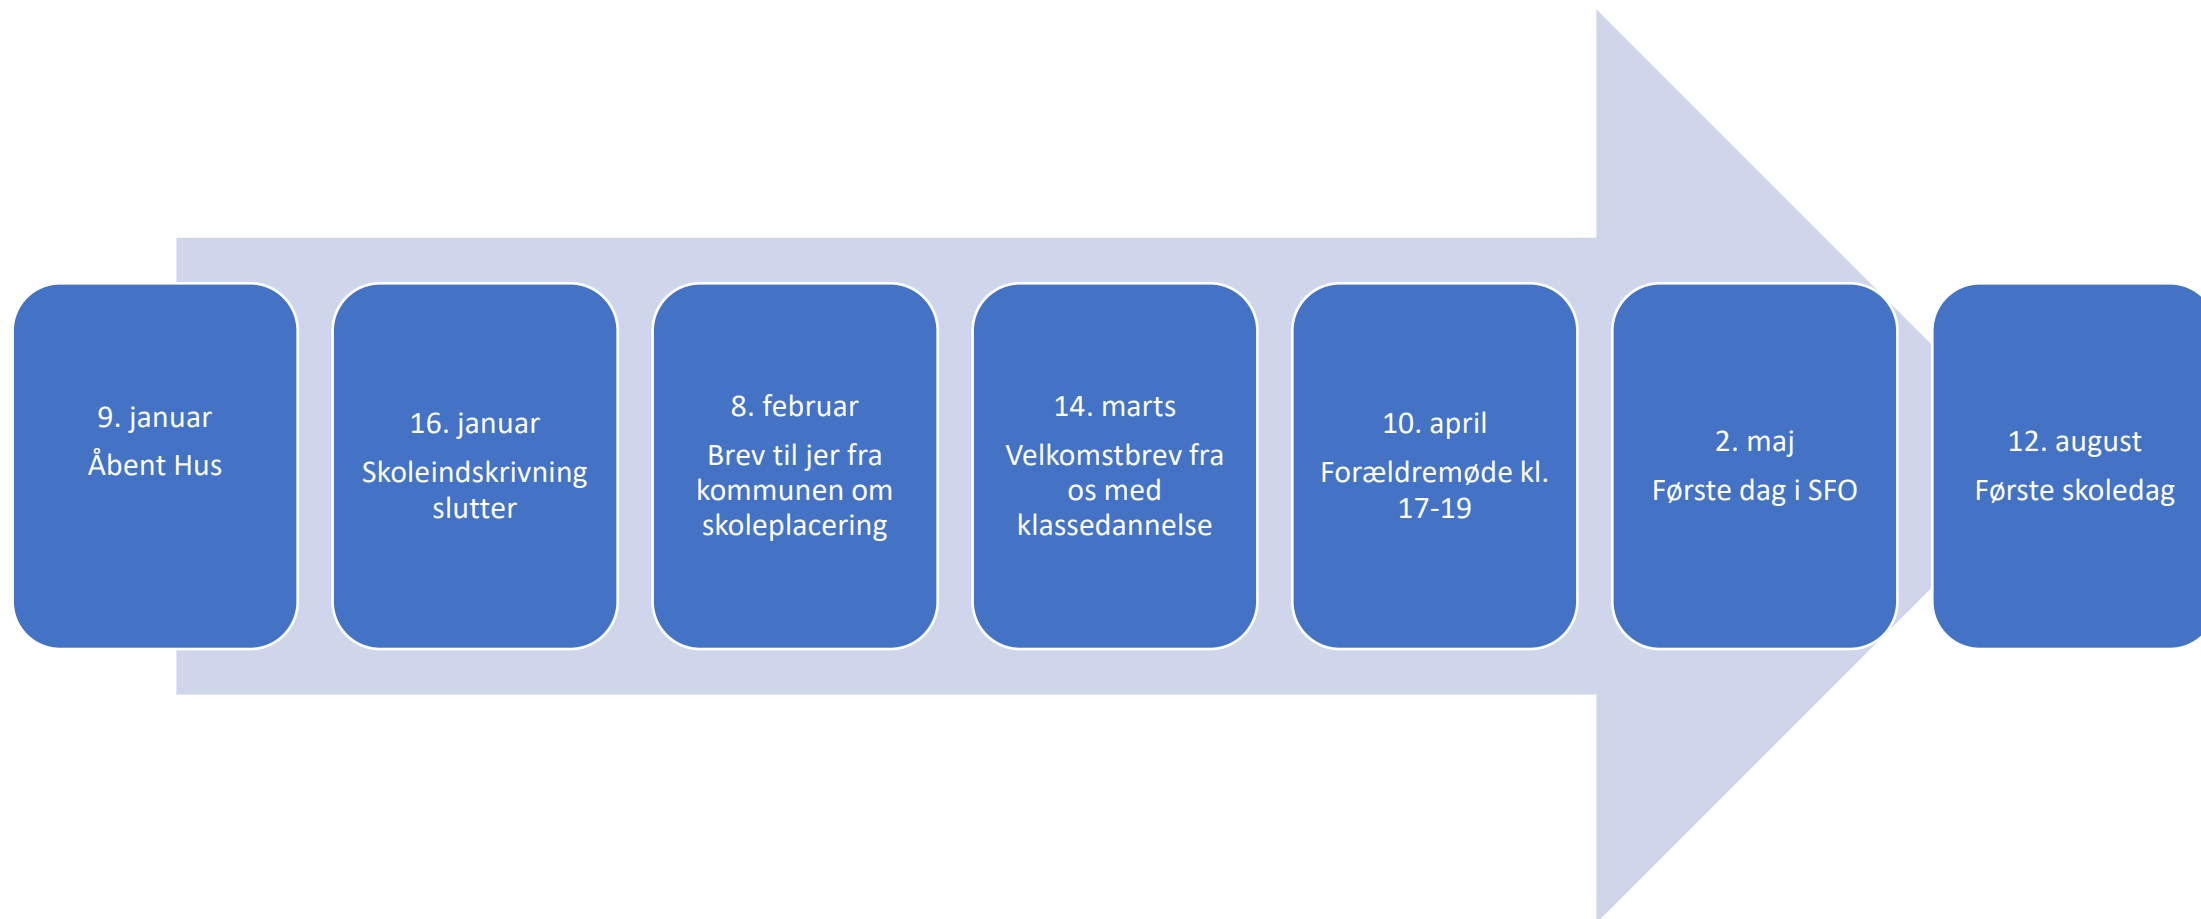 9. januar
Åbent Hus
16. januar
Skoleindskrivning
slutter
8. februar
Brev til jer fra
kommunen om
skoleplacering
14. marts
Velkomstbrev fra
os med
klassedannelse
10. april
Forældremøde kl.
17-19
2. maj
Første dag i SFO
12. august
Første skoledag